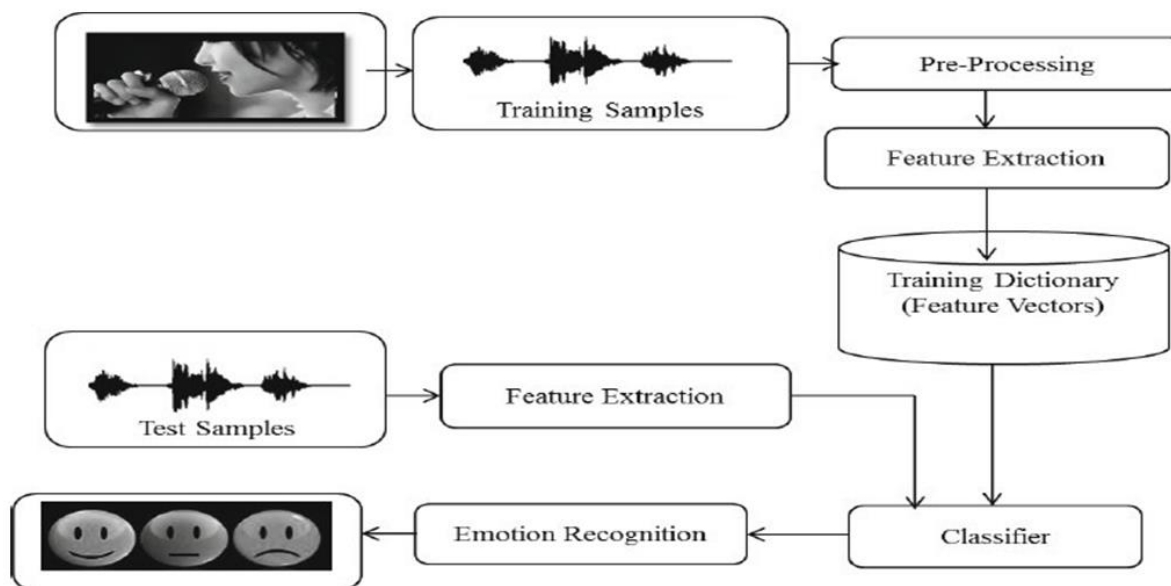 Training Samples
Pre-Processing
Feature Extraction
Training Dictionary
(Feature Vectors)
Test Samples
Feature Extraction
Classifier
Emotion Recognition